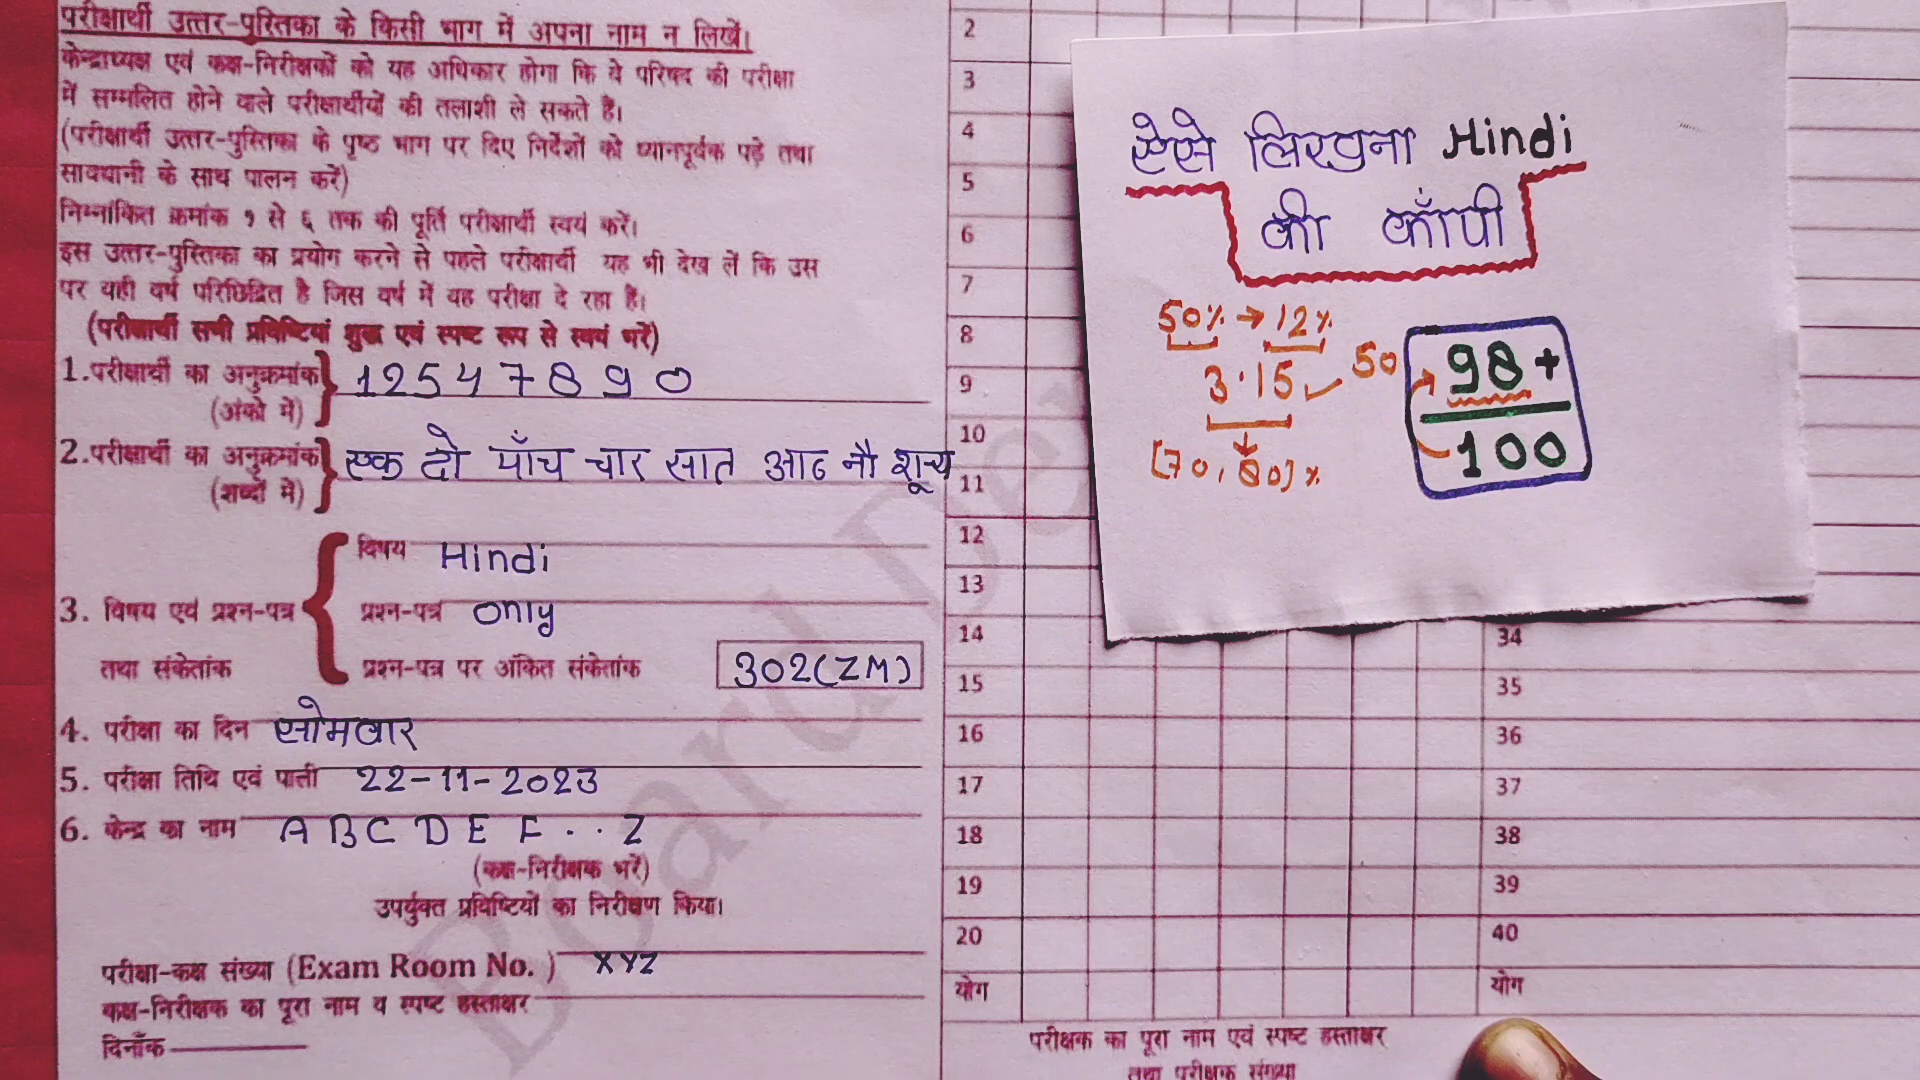 परीक्षार्थी उत्तर-पुस्तिका के किसी भाग में अपना नाम न लिखें।
केन्द्राध्यक्ष एवं कक्ष-निरीक्षकों को यह अधिकार होगा कि वे परिषद की परीक्षा
में सम्मलित होने वाले परीक्षार्थीयों की तलाशी ले सकते हैं।
(परीक्षार्थी उत्तर-पुस्तिका के पृष्ठ भाग पर दिए निर्देशों को ध्यानपूर्वक पढ़े तथा
सावधानी के साथ पालन करें)
निम्नांकित क्रमांक १ से ६ तक की पूर्ति परीक्षार्थी स्वयं करें।
इस उत्तर-पुस्तिका का प्रयोग करने से पहले परीक्षार्थी यह भी देख लें कि उस
पर वही वर्ष परिछिद्रित है जिस वर्ष में वह परीक्षा दे रहा है।
(परीक्षार्थी सभी प्रविष्टियां शुद्ध एवं स्पष्ट रूप से स्वयं भरें)
1.परीक्षार्थी का अनुक्रमांक 12547890
(अंको में)
2.परीक्षार्थी का अनुक्रमांक एक दो पाँच चार सात आठ नौ शून्य
(शब्दों में)
विषय Hindi
3. विषय एवं प्रश्न-पत्र प्रश्न-पत्र only
तथा संकेतांक प्रश्न-पत्र पर अंकित संकेतांक 302(ZM)
4. परीक्षा का दिन सोमवार
5. परीक्षा तिथि एवं पाली 22-11-2023
6. केन्द्र का नाम A B C D E F . . Z
(कक्ष-निरीक्षक भरें)
उपर्युक्त प्रविष्टियों का निरीक्षण किया।
परीक्षा-कक्ष संख्या (Exam Room No. ) XYZ
कक्ष-निरीक्षक का पूरा नाम व स्पष्ट हस्ताक्षर
दिनाँक
2
3
4
5
6
7
8
9
10
11
12
13
14
15
16
17
18
19
20
योग
ऐसे लिखना Hindi
की कॉपी
50% → 12%
3.15 50
[70, 80]%
98+
100
34
35
36
37
38
39
40
योग
परीक्षक का पूरा नाम एवं स्पष्ट हस्ताक्षर
तथा परीक्षक संख्या